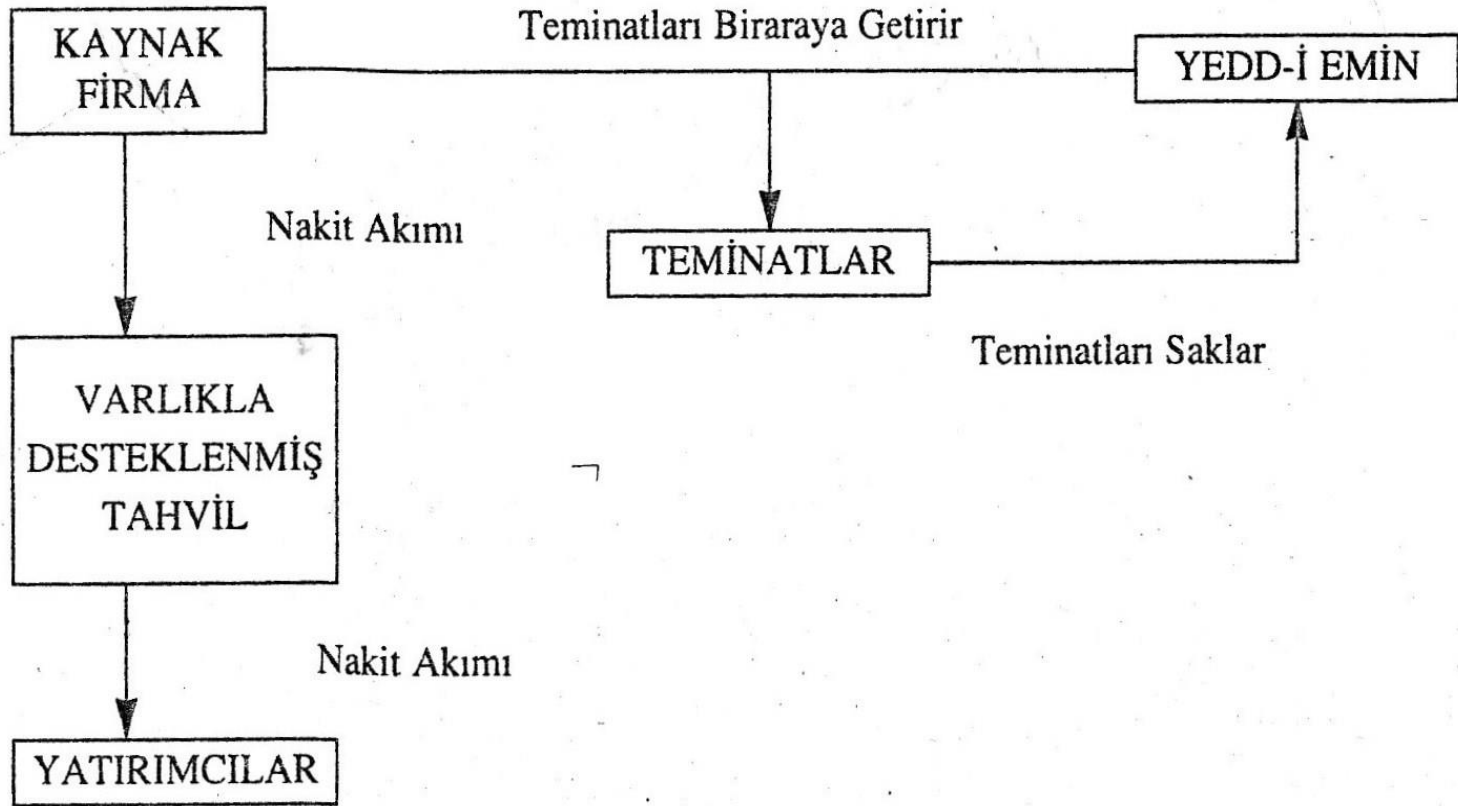 KAYNAK
FİRMA
Teminatları Biraraya Getirir
YEDD-İ EMİN
Nakit Akımı
TEMİNATLAR
Teminatları Saklar
VARLIKLA
DESTEKLENMİŞ
TAHVİL
Nakit Akımı
YATIRIMCILAR